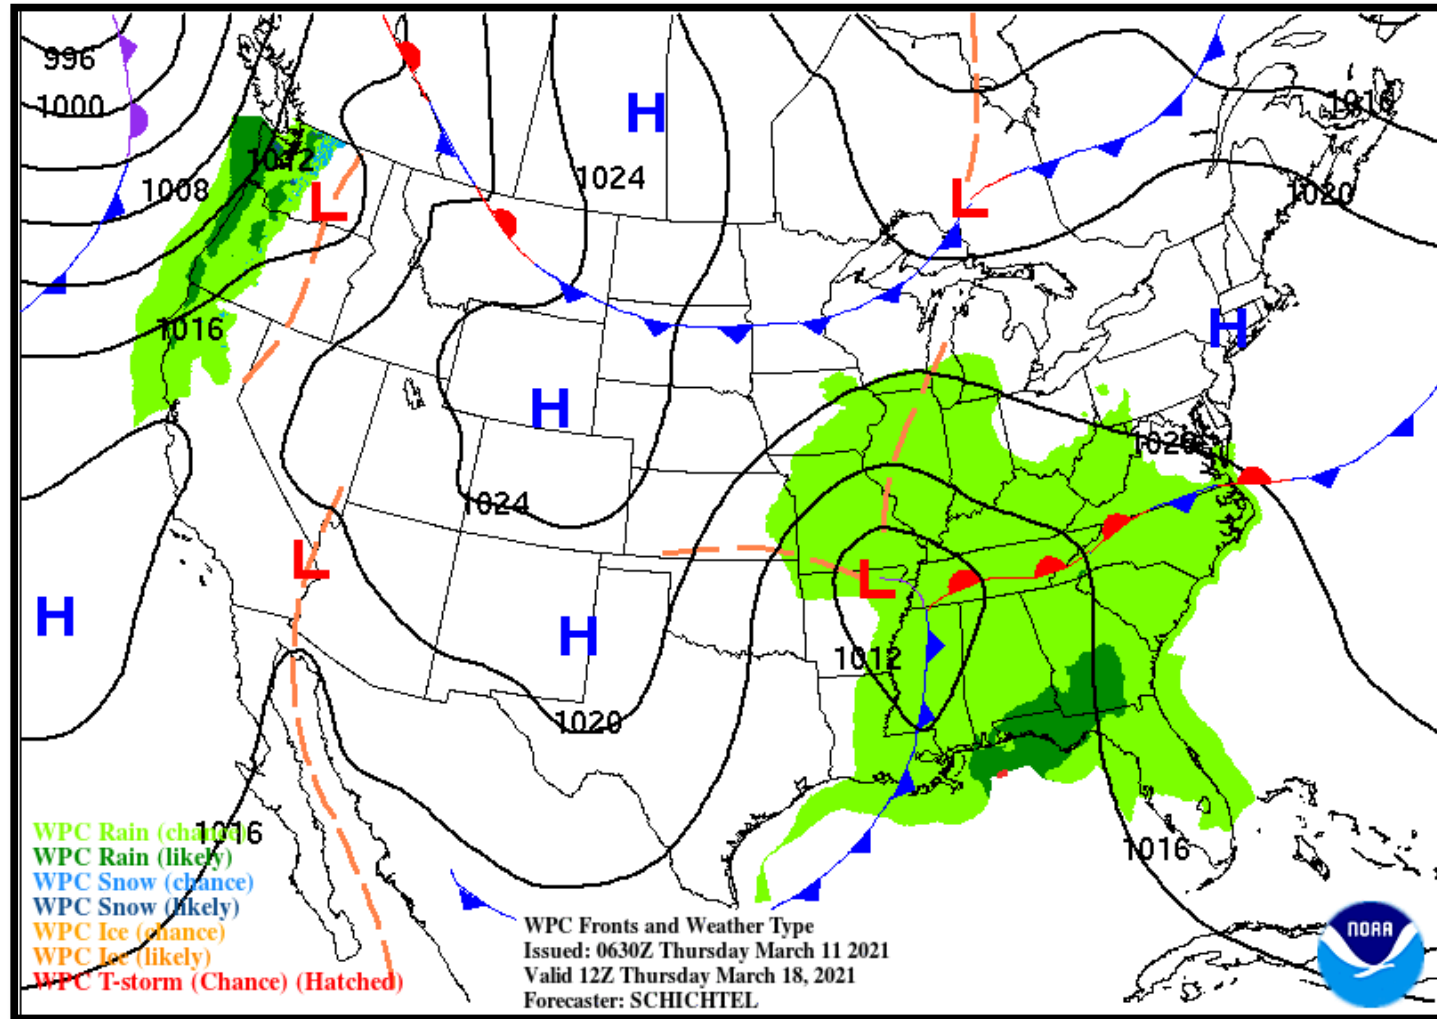 996
1000
1016
H
1012
1024
1008
L
L
1020
1016
H
H
1020
1024
L
L
H
H
1012
1020
1016
1016
WPC Rain (chance)
WPC Rain (likely)
WPC Snow (chance)
WPC Snow (likely)
WPC Ice (chance)
WPC Ice (likely)
WPC T-storm (Chance) (Hatched)
WPC Fronts and Weather Type
Issued: 0630Z Thursday March 11 2021
Valid 12Z Thursday March 18, 2021
Forecaster: SCHICHTEL
NOAA